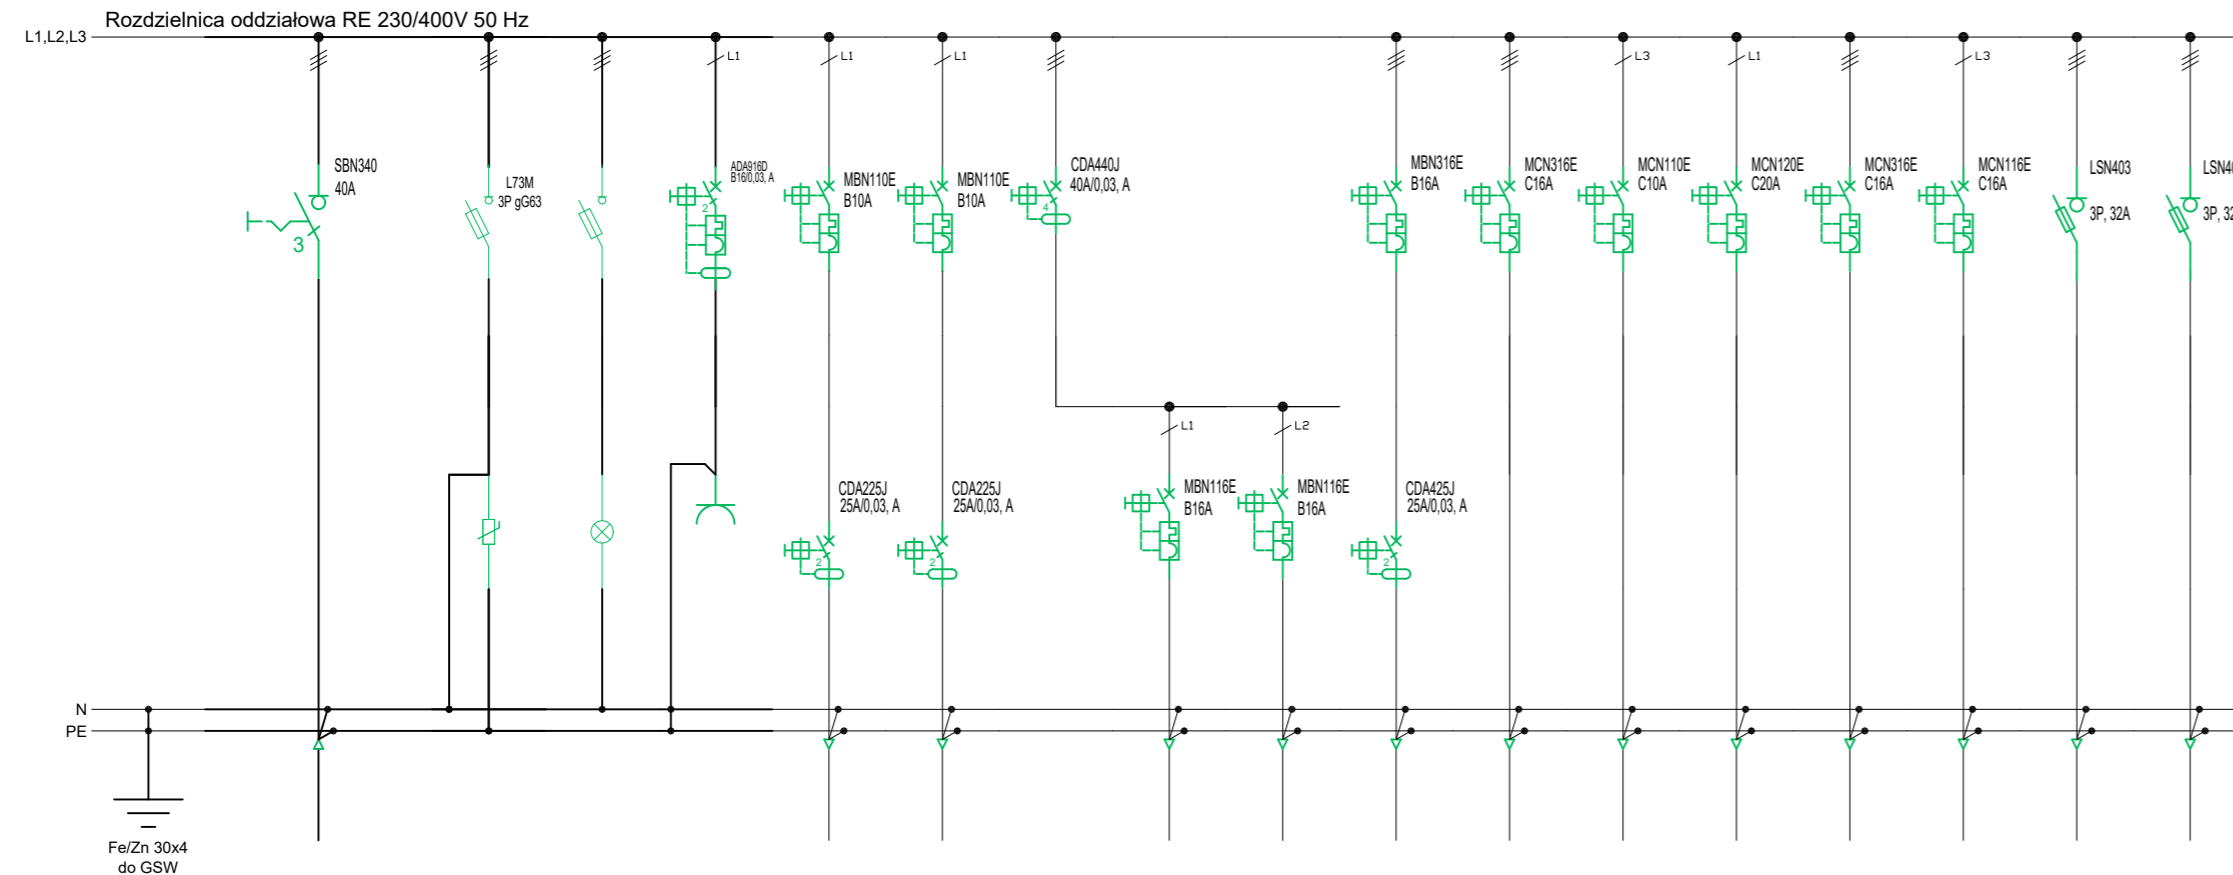 Rozdzielnica oddziałowa RE 230/400V 50 Hz
L1,L2,L3
L1
L1
L1
L3
L1
L3
SBN340
40A
3
L73M
3P gG63
ADA916D
B16/0,03, A
2
MBN110E
B10A
MBN110E
B10A
CDA440J
40A/0,03, A
4
MBN316E
B16A
MCN316E
C16A
MCN110E
C10A
MCN120E
C20A
MCN316E
C16A
MCN116E
C16A
LSN403
3P, 32A
LSN40
3P, 32
L1
L2
CDA225J
25A/0,03, A
2
CDA225J
25A/0,03, A
2
MBN116E
B16A
MBN116E
B16A
CDA425J
25A/0,03, A
2
N
PE
Fe/Zn 30x4
do GSW